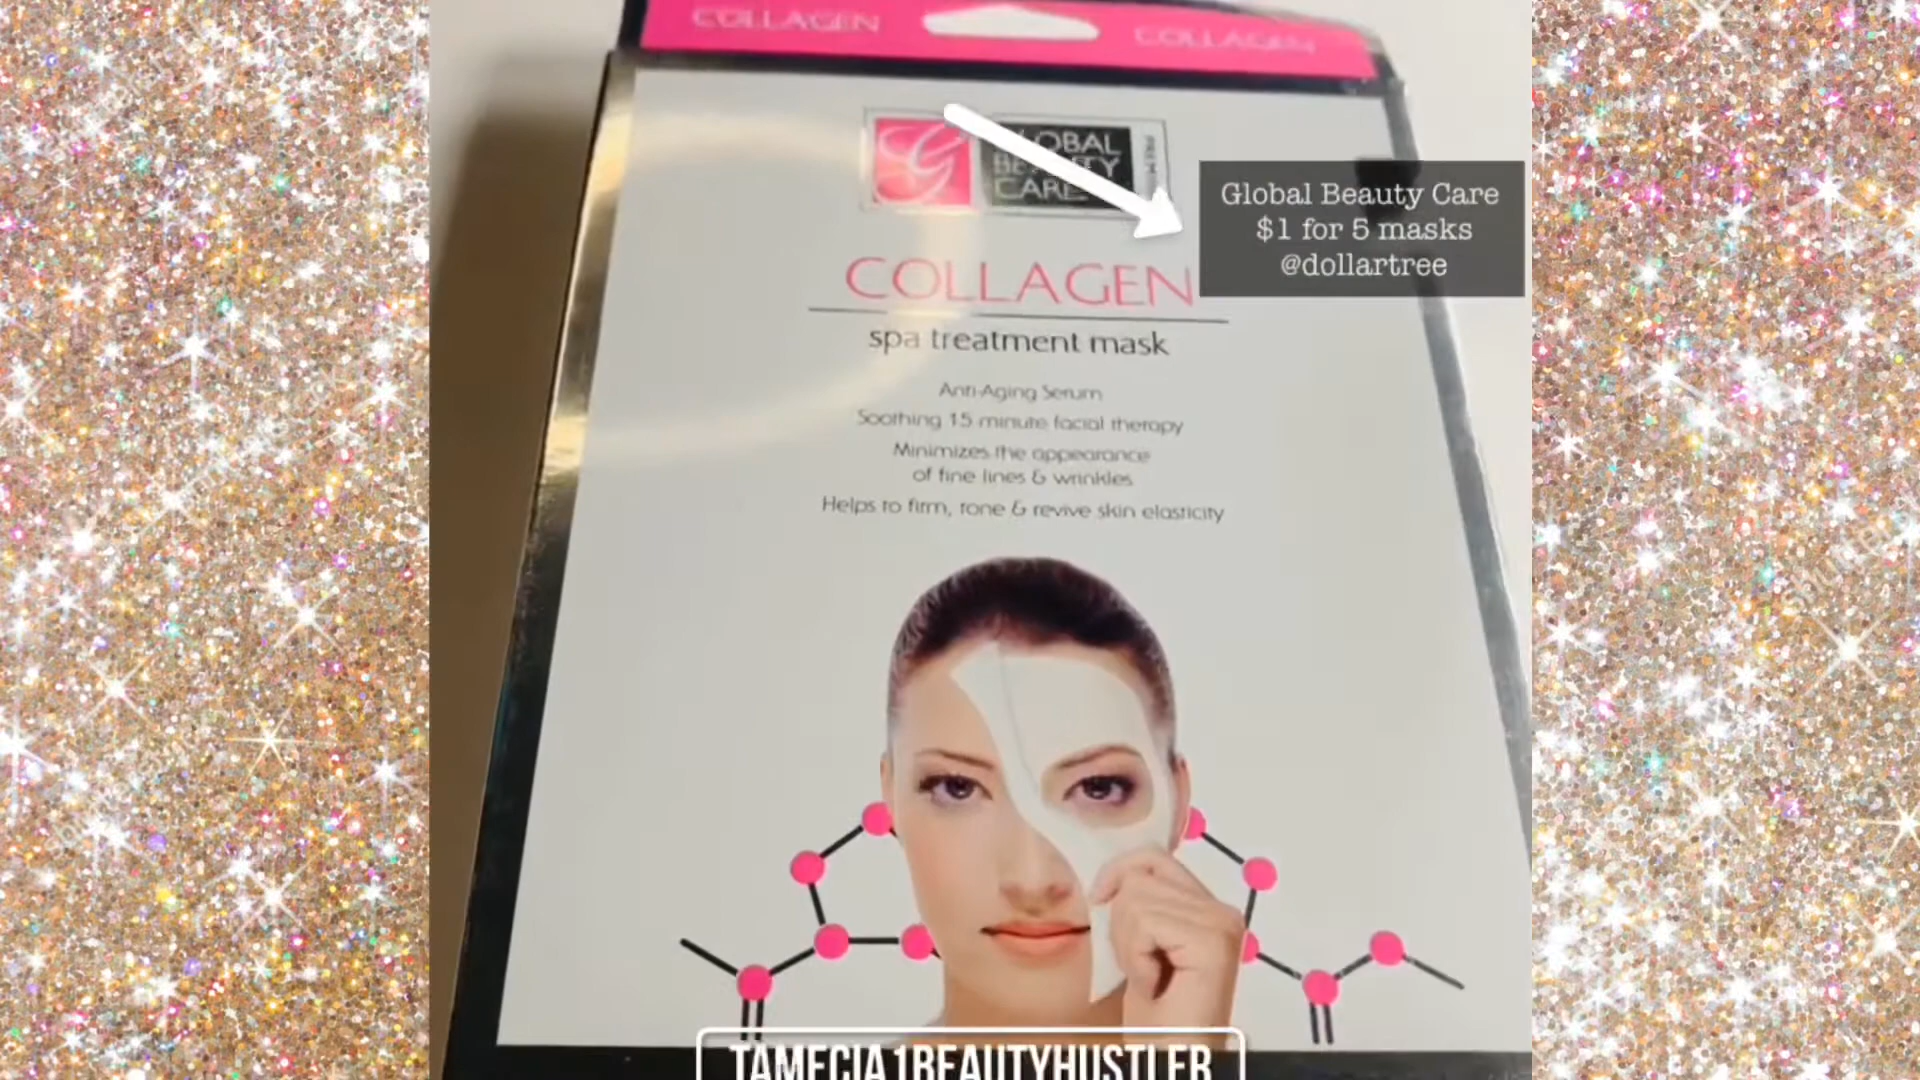 COLLAGEN
COLLAGEN
GLOBAL
BEAUTY
CARE
Global Beauty Care
$1 for 5 masks
@dollartree
COLLAGEN
spa treatment mask
Anti-Aging Serum
Soothing 15 minute facial therapy
Minimizes the appearance
of fine lines & wrinkles
Helps to firm, tone & revive skin elasticity
TAMECIA1BEAUTYHUSTLER